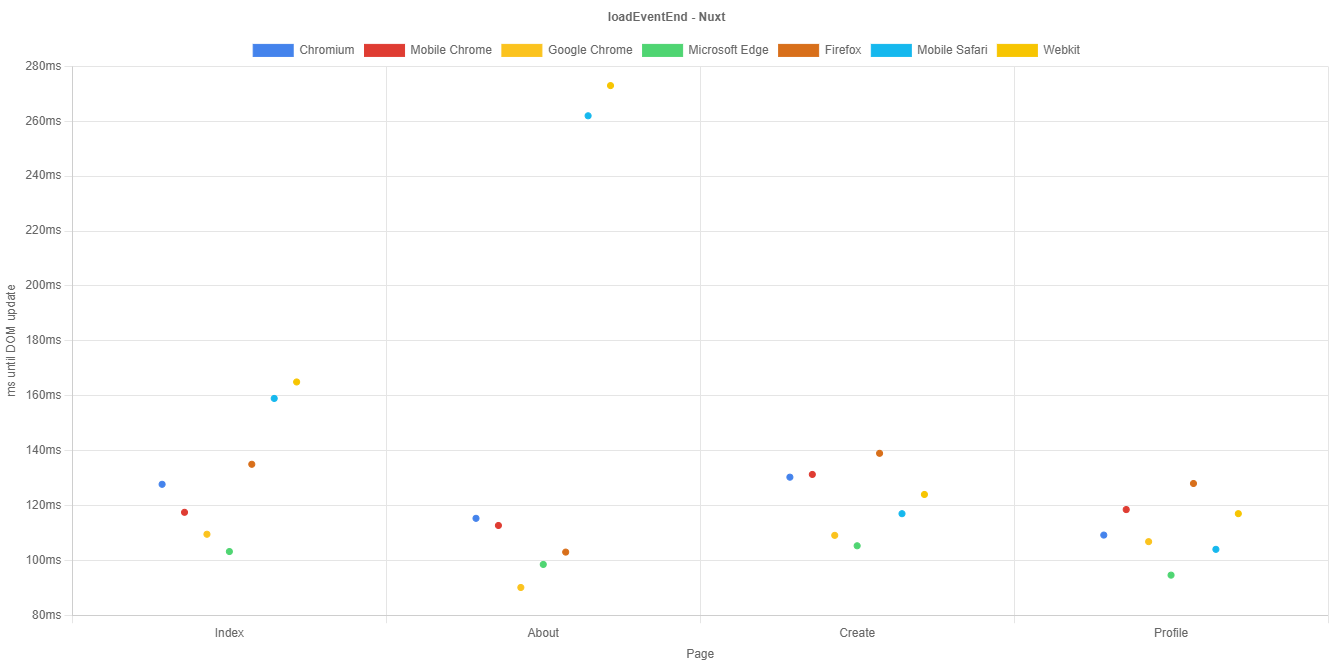 loadEventEnd - Nuxt
Chromium Mobile Chrome Google Chrome Microsoft Edge Firefox Mobile Safari Webkit
280ms
260ms
240ms
220ms
200ms
180ms
160ms
140ms
120ms
100ms
80ms
ms until DOM update
Index About Create Profile
Page